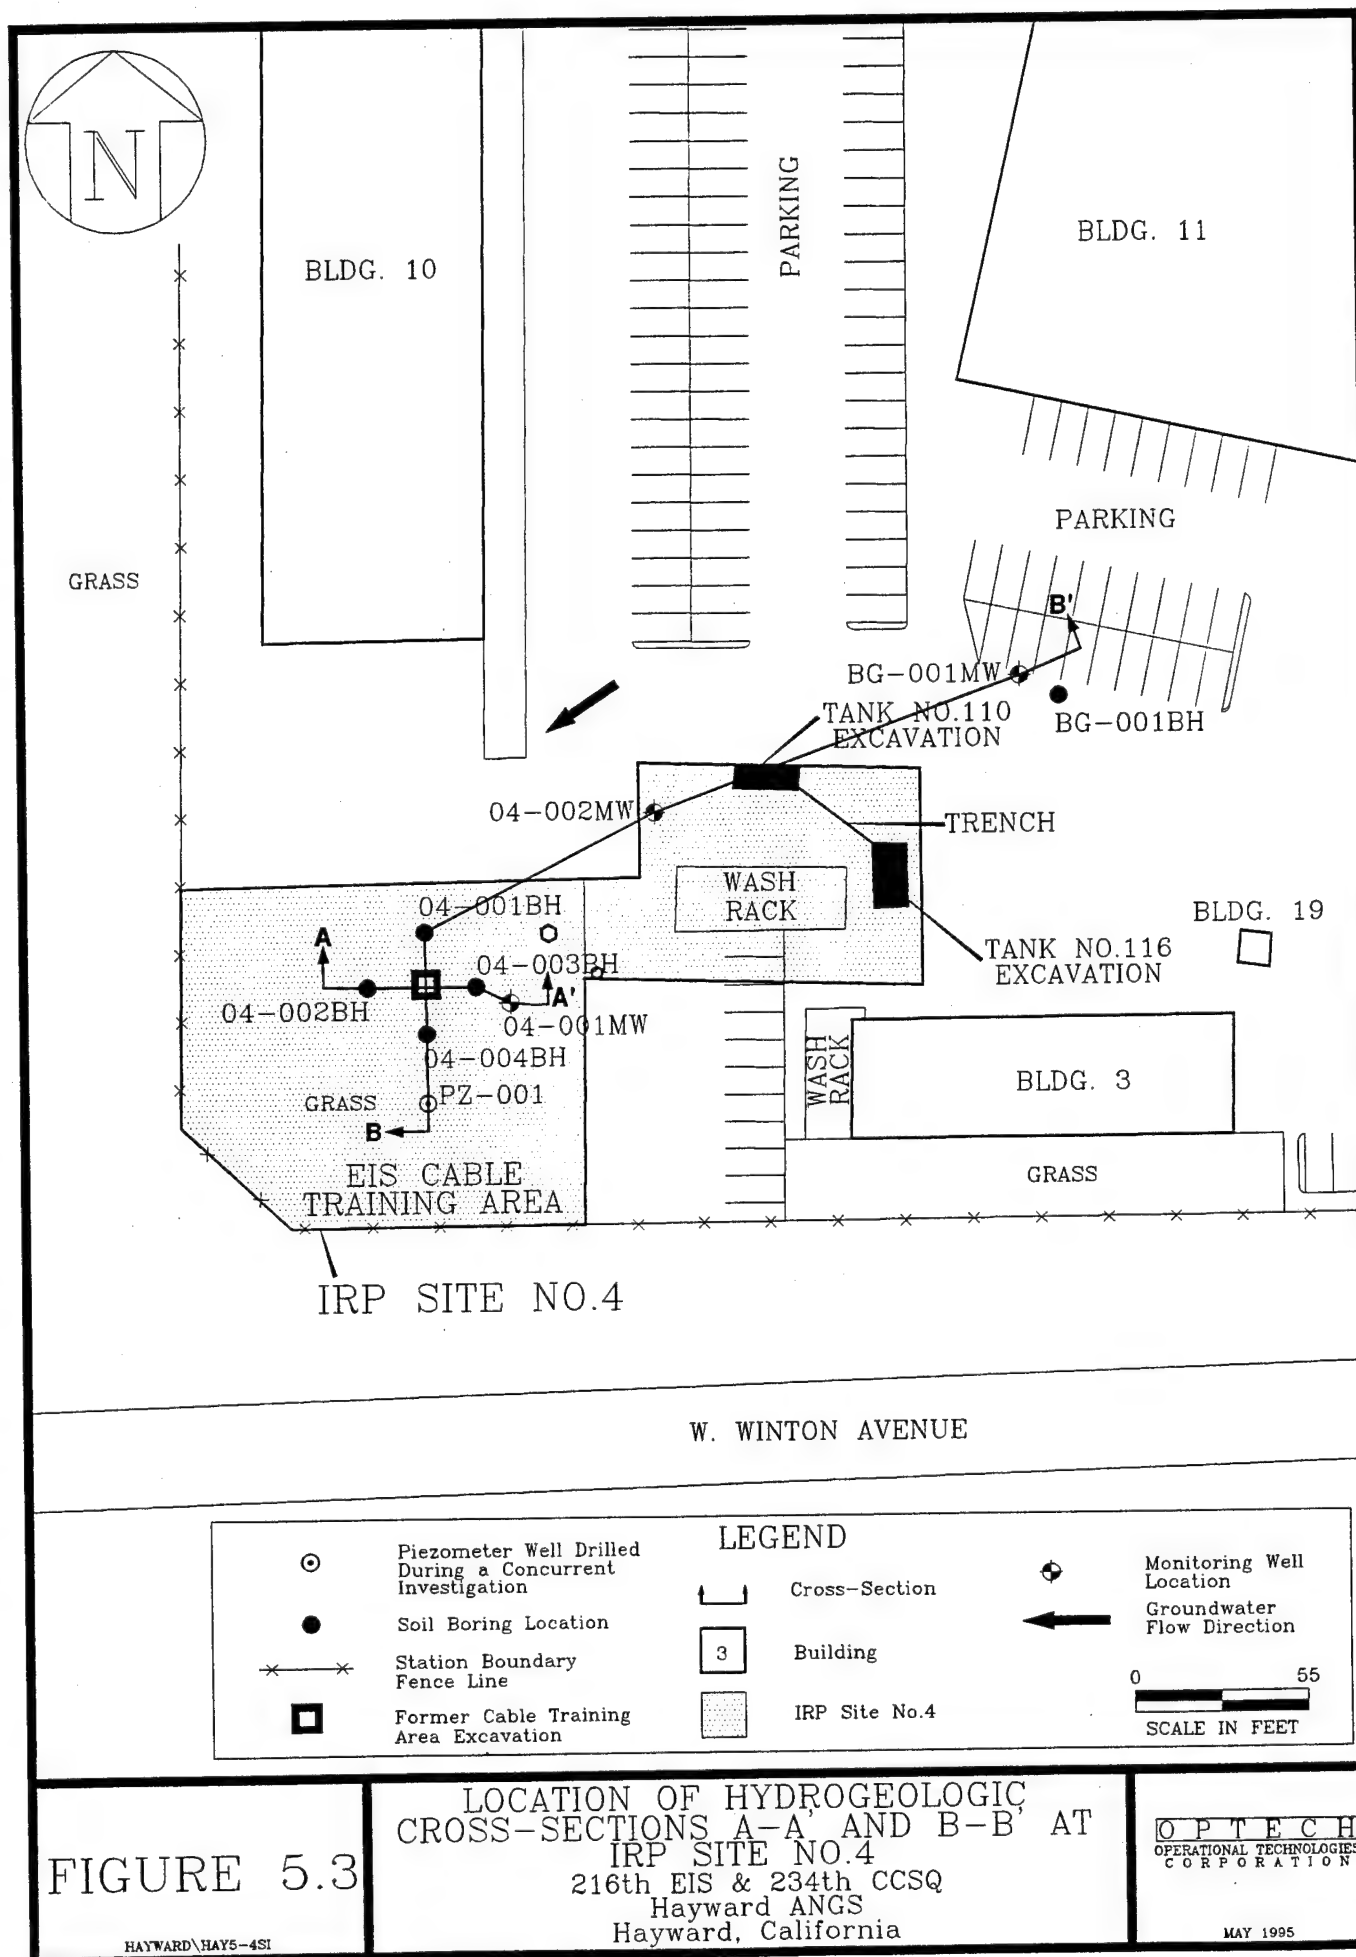 N
BLDG. 10
PARKING
BLDG. 11
PARKING
GRASS
B'
BG-001MW
BG-001BH
TANK NO.110
EXCAVATION
04-002MW
TRENCH
WASH
RACK
04-001BH
BLDG. 19
A
04-003BH
TANK NO.116
EXCAVATION
A'
04-002BH
04-001MW
04-004BH
WASH
RACK
BLDG. 3
GRASS
PZ-001
B
EIS CABLE
TRAINING AREA
GRASS
IRP SITE NO.4
W. WINTON AVENUE
LEGEND
Piezometer Well Drilled
During a Concurrent
Investigation
Soil Boring Location
Station Boundary
Fence Line
Former Cable Training
Area Excavation
Cross-Section
3
Building
IRP Site No.4
Monitoring Well
Location
Groundwater
Flow Direction
0 55
SCALE IN FEET
FIGURE 5.3
HAYWARD\HAY5-4SI
LOCATION OF HYDROGEOLOGIC
CROSS-SECTIONS A-A' AND B-B' AT
IRP SITE NO.4
216th EIS & 234th CCSQ
Hayward ANGS
Hayward, California
OPTECH
OPERATIONAL TECHNOLOGIES
CORPORATION
MAY 1995